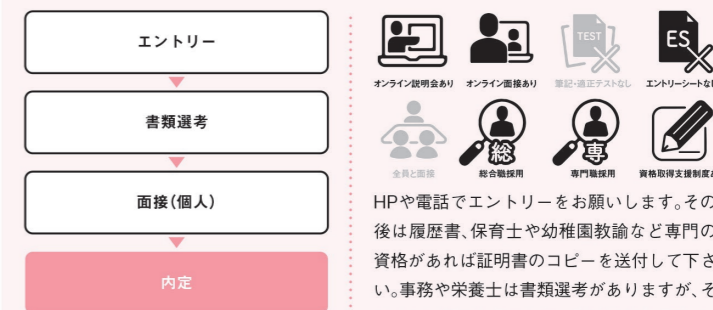 エントリー
書類選考
面接(個人)
内定
TEST
ES
オンライン説明会あり
オンライン面接あり
筆記・適正テストなし
エントリーシートなし
総
専
全員と面接
総合職採用
専門職採用
資格取得支援制度あ
HPや電話でエントリーをお願いします。その
後は履歴書、保育士や幼稚園教諭など専門の
資格があれば証明書のコピーを送付して下さ
い。事務や栄養士は書類選考がありますが、そ